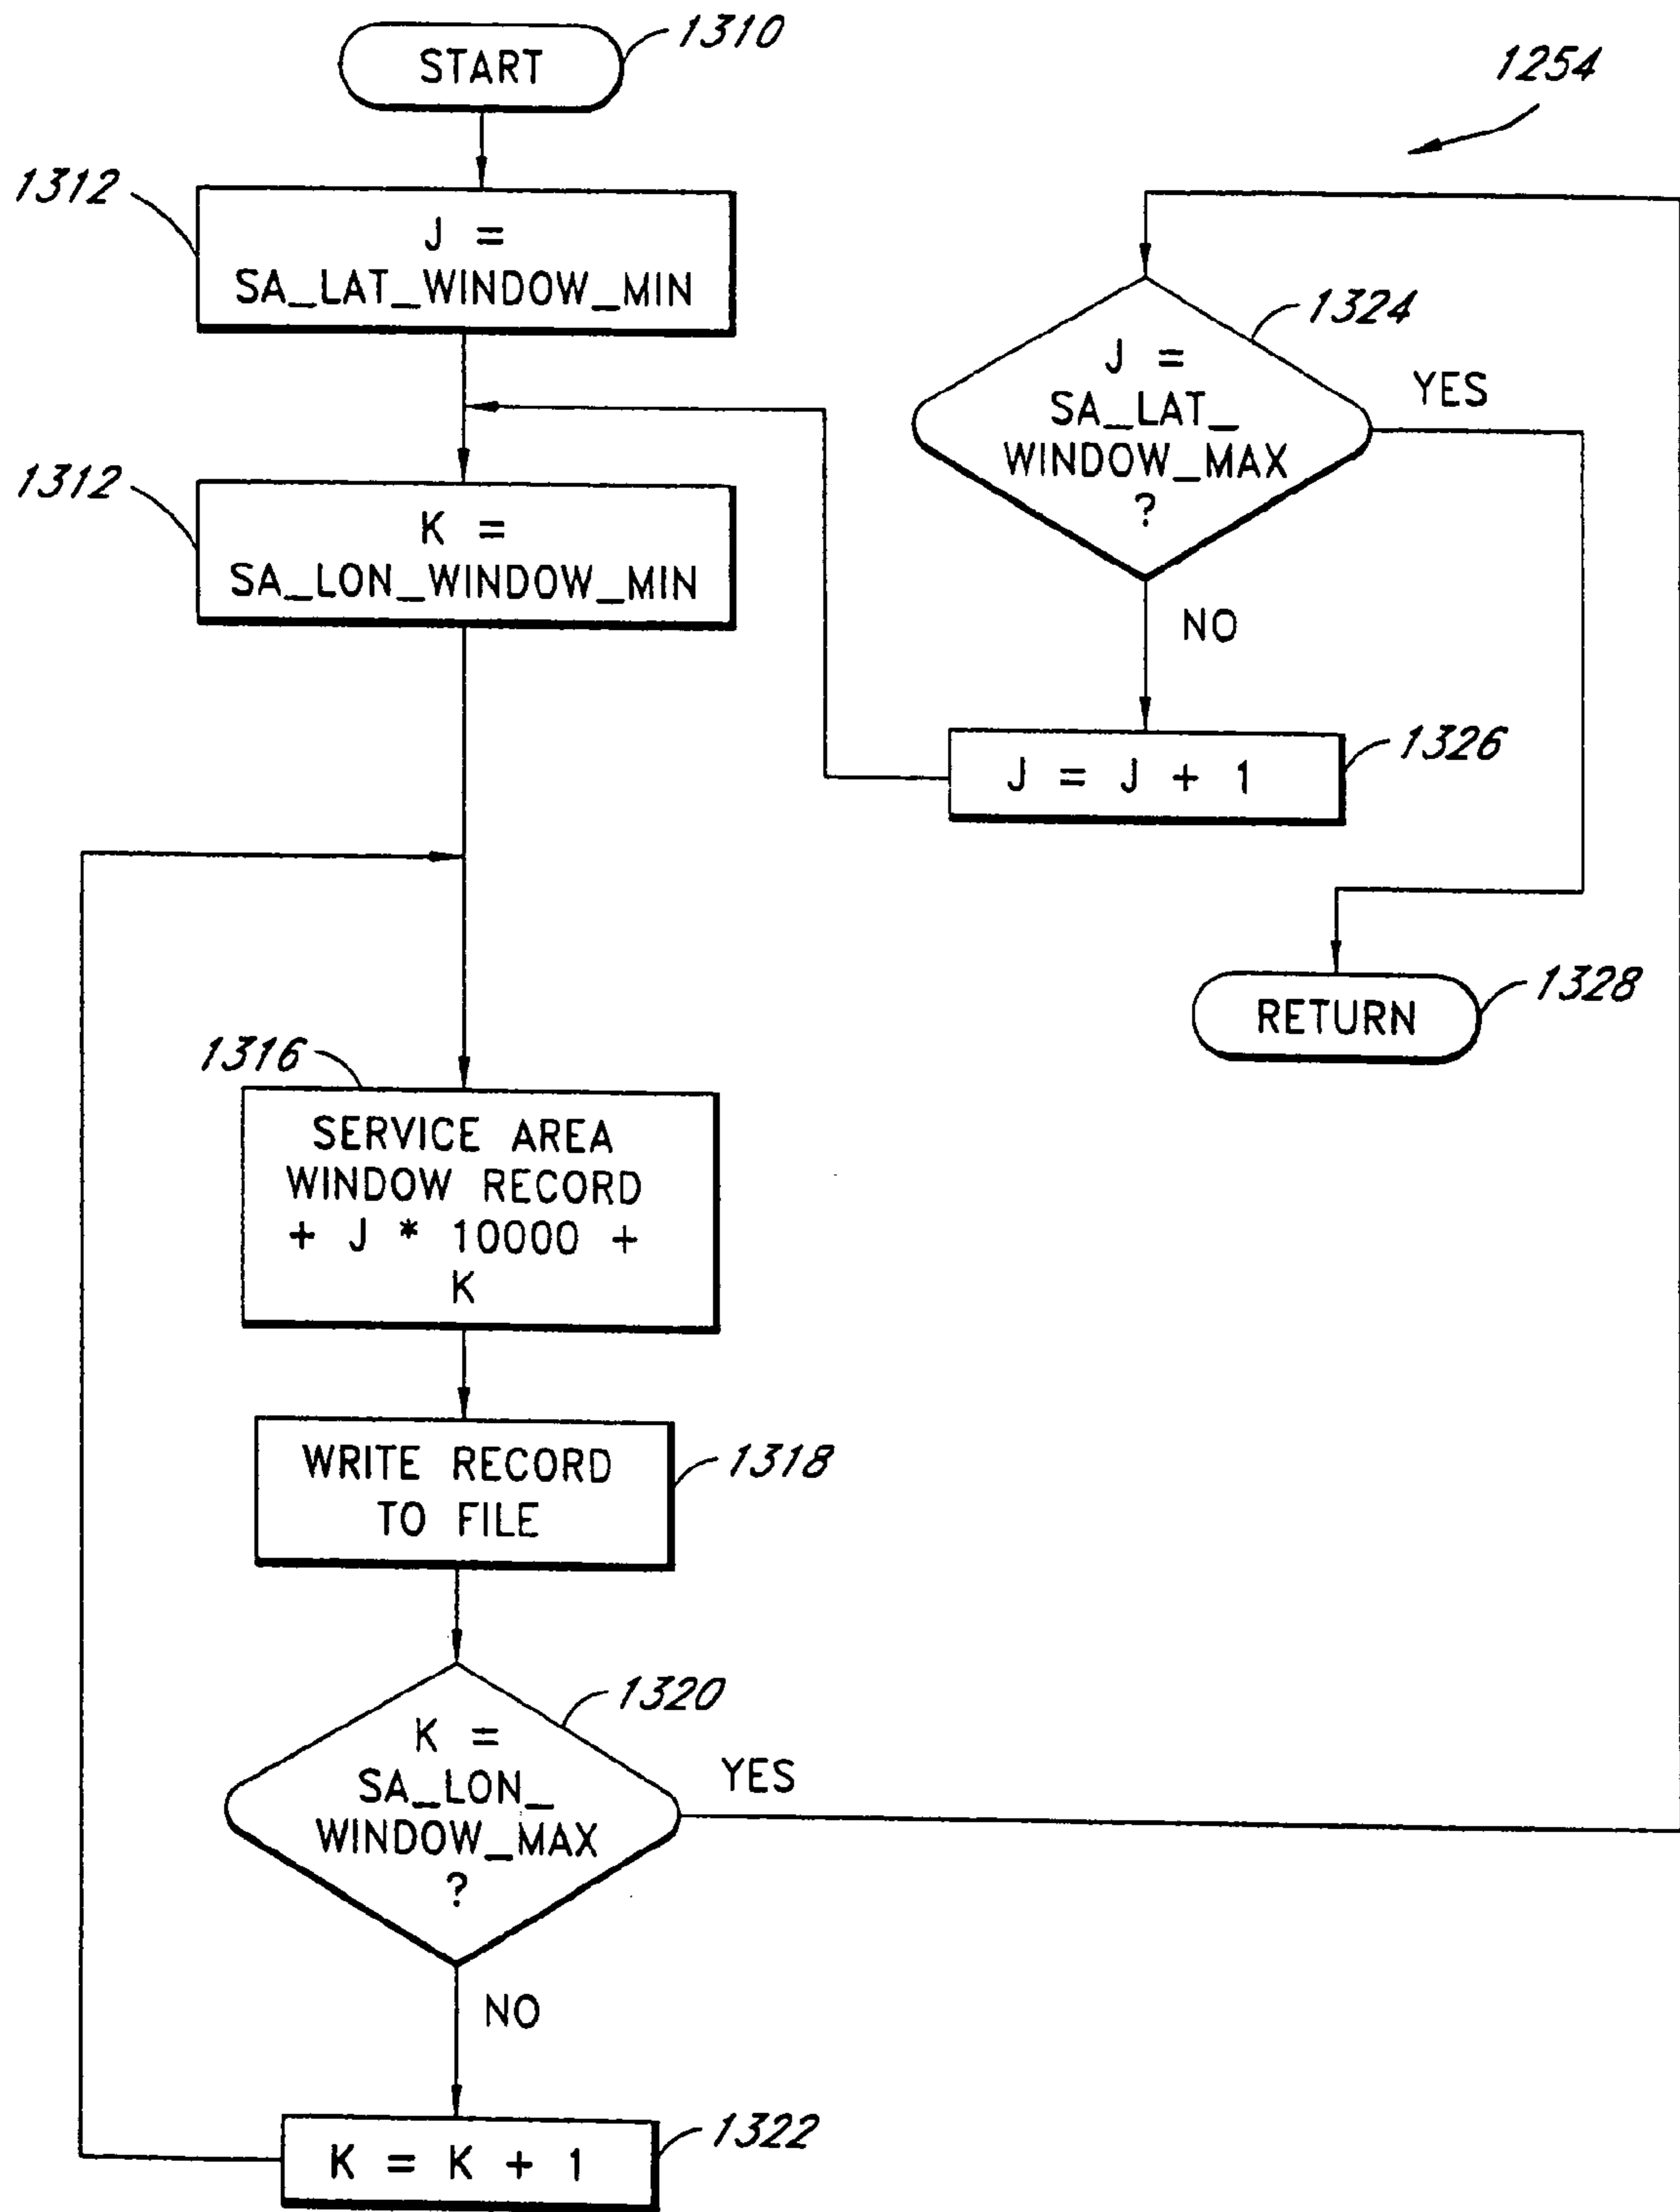 START
1310
1254
1312
J =
SA_LAT_WINDOW_MIN
1312
K =
SA_LON_WINDOW_MIN
1316
SERVICE AREA
WINDOW RECORD
+ J * 10000 +
K
WRITE RECORD
TO FILE
1318
1320
K =
SA_LON_
WINDOW_MAX
?
YES
NO
K = K + 1
1322
1324
J =
SA_LAT_
WINDOW_MAX
?
YES
NO
J = J + 1
1326
RETURN
1328